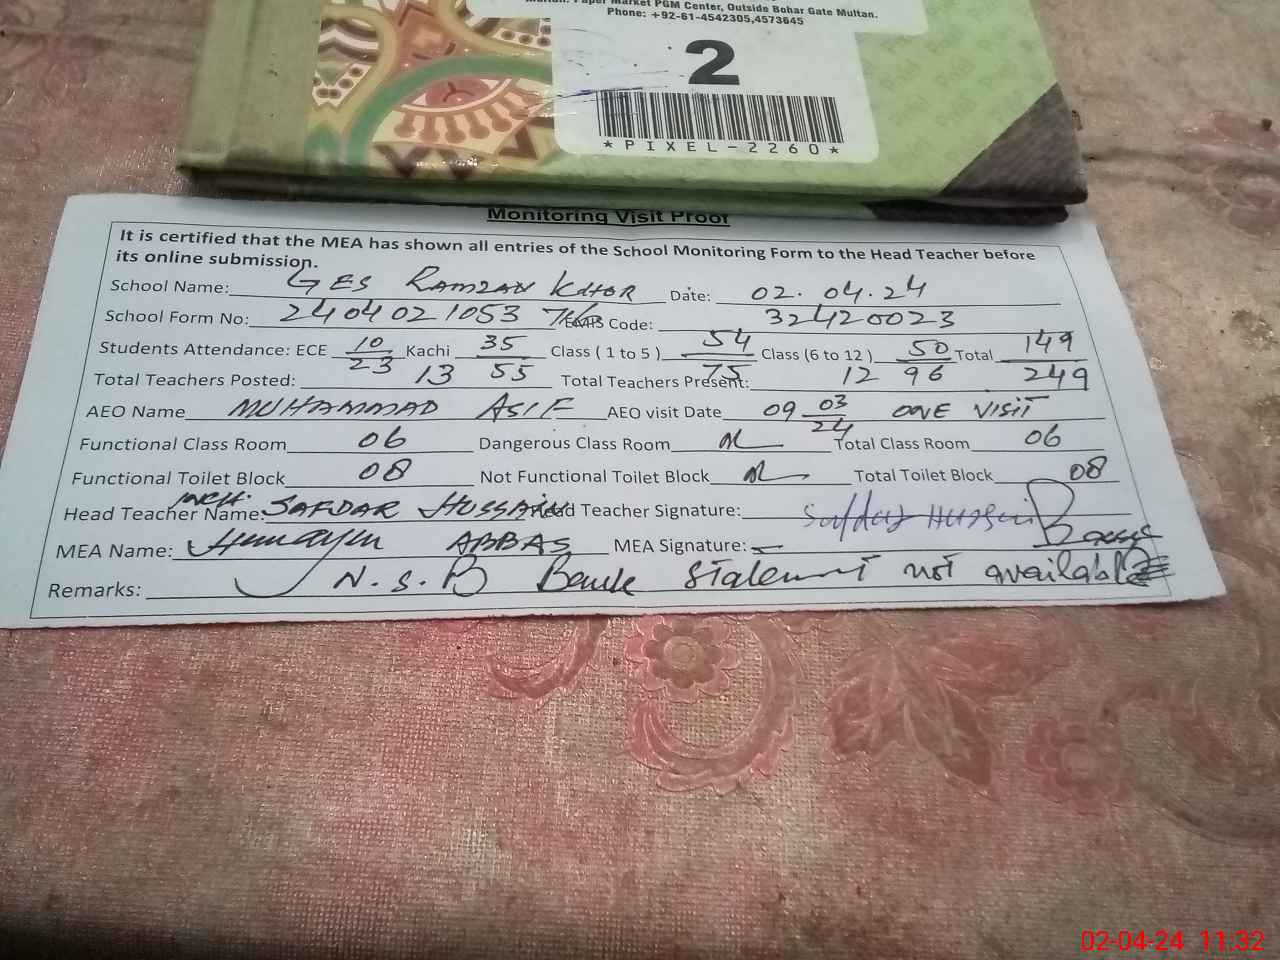 Market PGM Center, Outside Bohar Gate Multan.
Phone: +92-61-4542305,4573645
2
*PIXEL-2260*
Monitoring Visit Proof
It is certified that the MEA has shown all entries of the School Monitoring Form to the Head Teacher before
its online submission.
School Name: GES RAMZAN KHOR Date: 02.04.24
School Form No: 2404021053 EMIS Code: 32420023
Students Attendance: ECE 10/23 Kachi 35/55 Class ( 1 to 5 ) 54/75 Class (6 to 12 ) 50/96 Total 149/249
Total Teachers Posted: 13 Total Teachers Present: 12
AEO Name MUHAMMAD ASIF AEO visit Date 09 03/24 ONE VISIT
Functional Class Room 06 Dangerous Class Room Total Class Room 06
Functional Toilet Block 08 Not Functional Toilet Block Total Toilet Block 08
Head Teacher Name: SAFDAR HUSSAIN Head Teacher Signature: Safdar Hussain
MEA Name: Humayun ABBAS MEA Signature:
Remarks: N.S.B Bank Statement not available
02-04-24 11:32